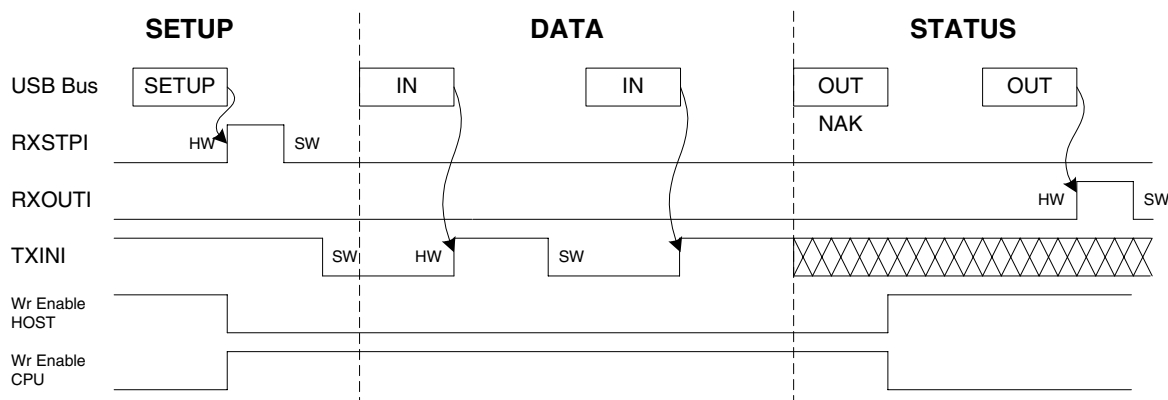 SETUP DATA STATUS
USB Bus SETUP IN IN OUT OUT
NAK
RXSTPI HW SW
RXOUTI HW SW
TXINI SW HW SW
Wr Enable
HOST
Wr Enable
CPU